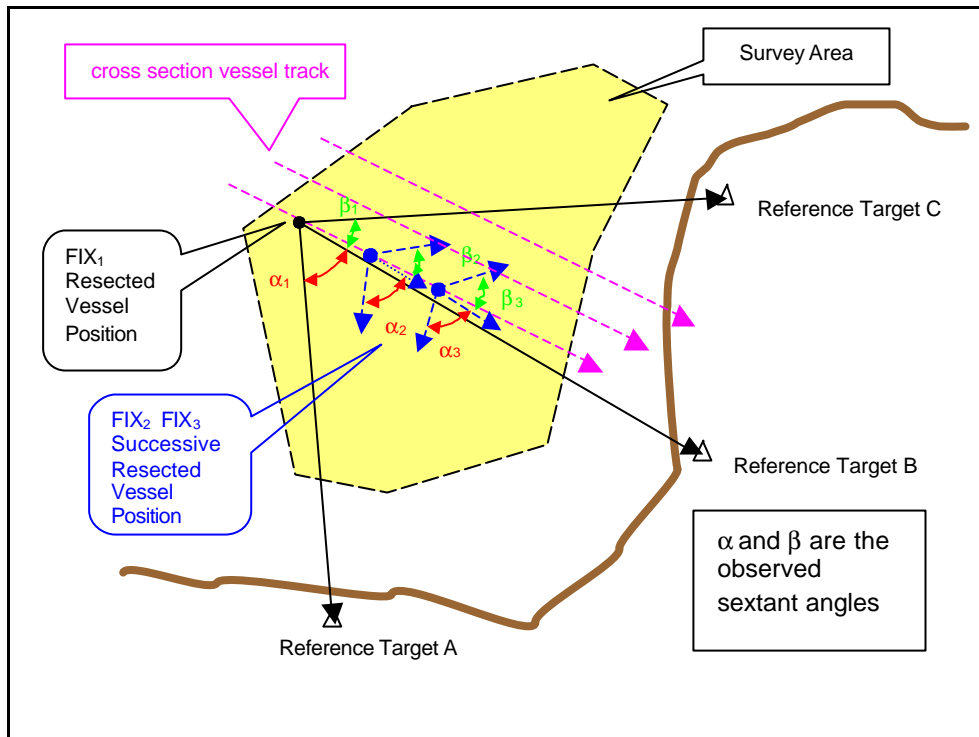 cross section vessel track
Survey Area
Reference Target C
β₁
FIX₁
Resected
Vessel
Position
α₁
β₂
β₃
α₂
α₃
FIX₂ FIX₃
Successive
Resected
Vessel
Position
Reference Target B
α and β are the
observed
sextant angles
Reference Target A